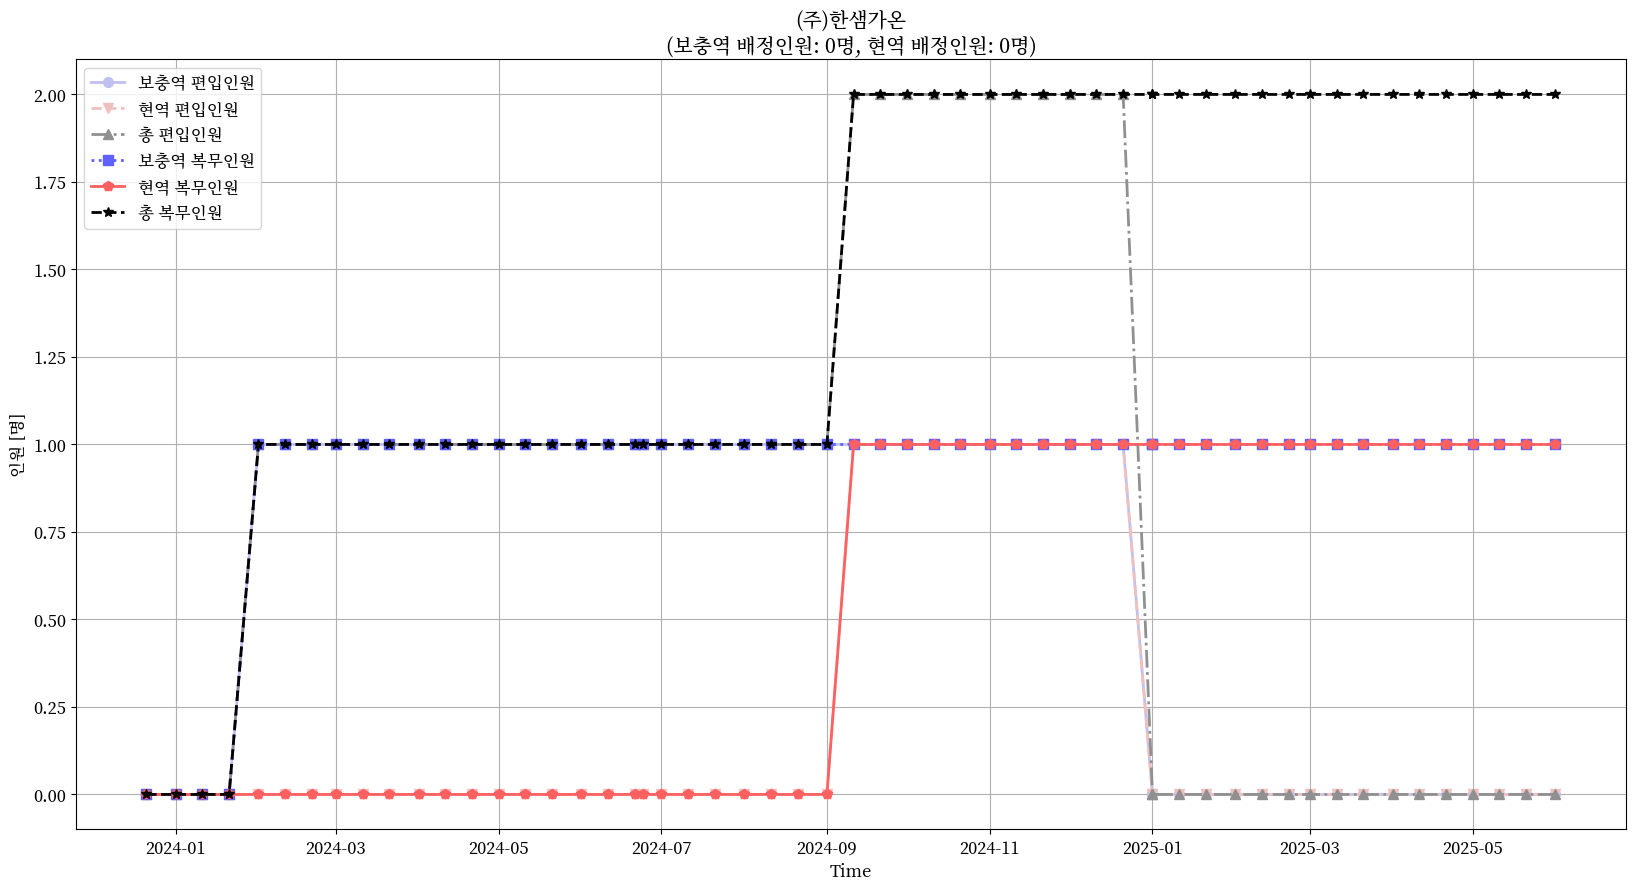 (주)한샘가온
(보충역 배정인원: 0명, 현역 배정인원: 0명)
보충역 편입인원
현역 편입인원
총 편입인원
보충역 복무인원
현역 복무인원
총 복무인원
인원 [명]
2.00
1.75
1.50
1.25
1.00
0.75
0.50
0.25
0.00
2024-01 2024-03 2024-05 2024-07 2024-09 2024-11 2025-01 2025-03 2025-05
Time